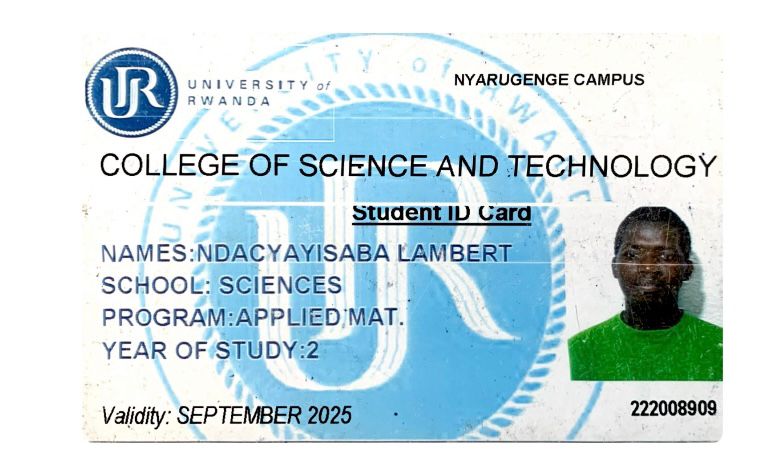 UR
UNIVERSITY of
RWANDA
NYARUGENGE CAMPUS
UNIVERSITY of RWANDA
COLLEGE OF SCIENCE AND TECHNOLOGY
Student ID Card
UR
NAMES:NDACYAYISABA LAMBERT
SCHOOL: SCIENCES
PROGRAM:APPLIED MAT.
YEAR OF STUDY:2
Validity: SEPTEMBER 2025
222008909